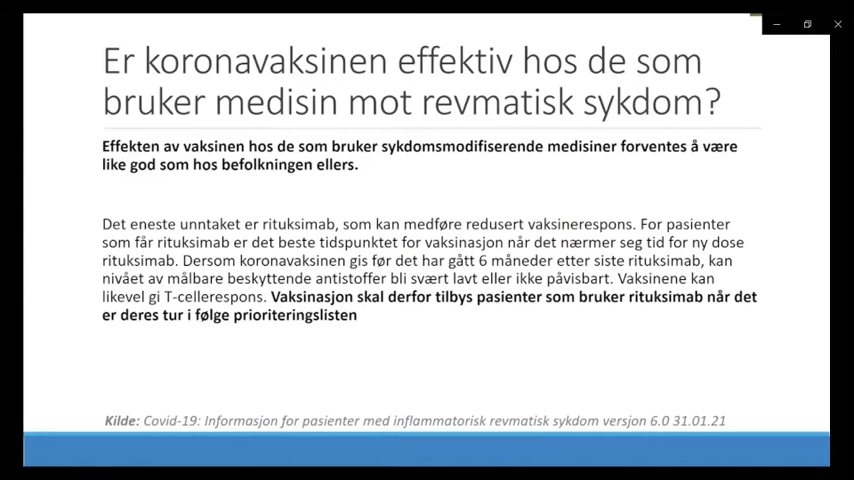 Er koronavaksinen effektiv hos de som
bruker medisin mot revmatisk sykdom?
Effekten av vaksinen hos de som bruker sykdomsmodifiserende medisiner forventes å være
like god som hos befolkningen ellers.
Det eneste unntaket er rituksimab, som kan medføre redusert vaksinerespons. For pasienter
som får rituksimab er det beste tidspunktet for vaksinasjon når det nærmer seg tid for ny dose
rituksimab. Dersom koronavaksinen gis før det har gått 6 måneder etter siste rituksimab, kan
nivået av målbare beskyttende antistoffer bli svært lavt eller ikke påvisbart. Vaksinene kan
likevel gi T-cellerespons. Vaksinasjon skal derfor tilbys pasienter som bruker rituksimab når det
er deres tur i følge prioriteringslisten
Kilde: Covid-19: Informasjon for pasienter med inflammatorisk revmatisk sykdom versjon 6.0 31.01.21